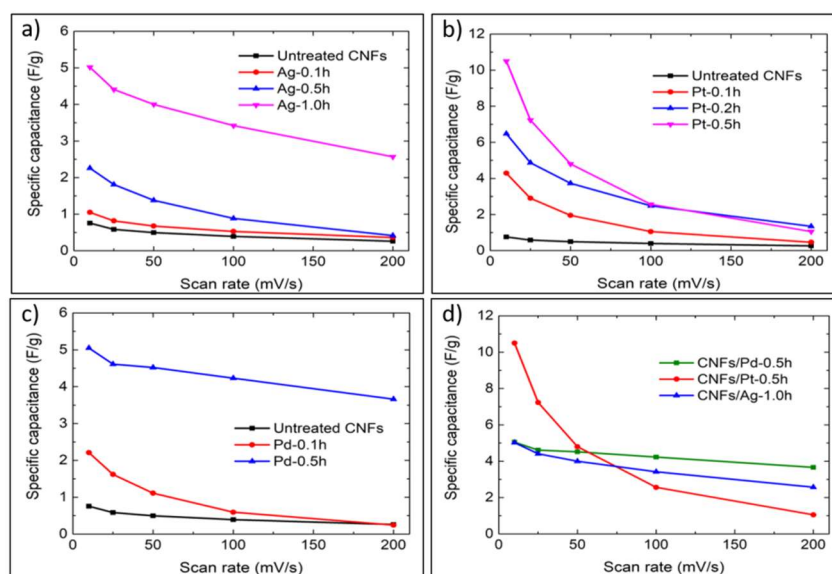 a)
Specific capacitance (F/g)
6
5
4
3
2
1
0
Untreated CNFs
Ag-0.1h
Ag-0.5h
Ag-1.0h
0 50 100 150 200
Scan rate (mV/s)
b)
Specific capacitance (F/g)
12
10
8
6
4
2
0
Untreated CNFs
Pt-0.1h
Pt-0.2h
Pt-0.5h
0 50 100 150 200
Scan rate (mV/s)
c)
Specific capacitance (F/g)
6
5
4
3
2
1
0
Untreated CNFs
Pd-0.1h
Pd-0.5h
0 50 100 150 200
Scan rate (mV/s)
d)
Specific capacitance (F/g)
12
10
8
6
4
2
0
CNFs/Pd-0.5h
CNFs/Pt-0.5h
CNFs/Ag-1.0h
0 50 100 150 200
Scan rate (mV/s)